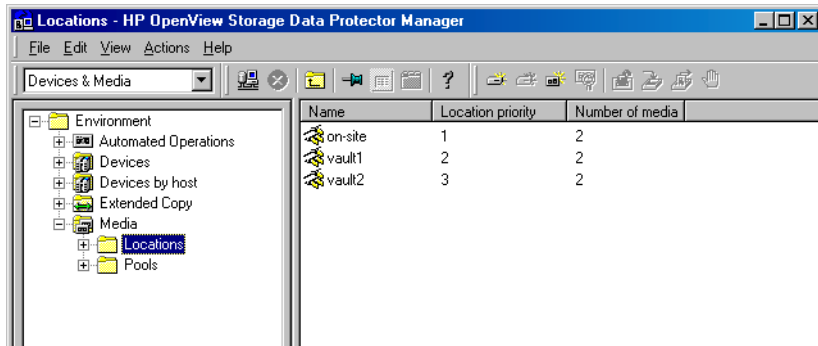 Locations - HP OpenView Storage Data Protector Manager
File Edit View Actions Help
Devices & Media
Environment
Automated Operations
Devices
Devices by host
Extended Copy
Media
Locations
Pools
Name Location priority Number of media
on-site 1 2
vault1 2 2
vault2 3 2